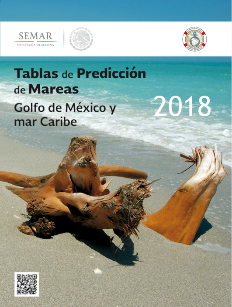 SEMAR
Tablas de Predicción
de Mareas
Golfo de México y
mar Caribe
2018